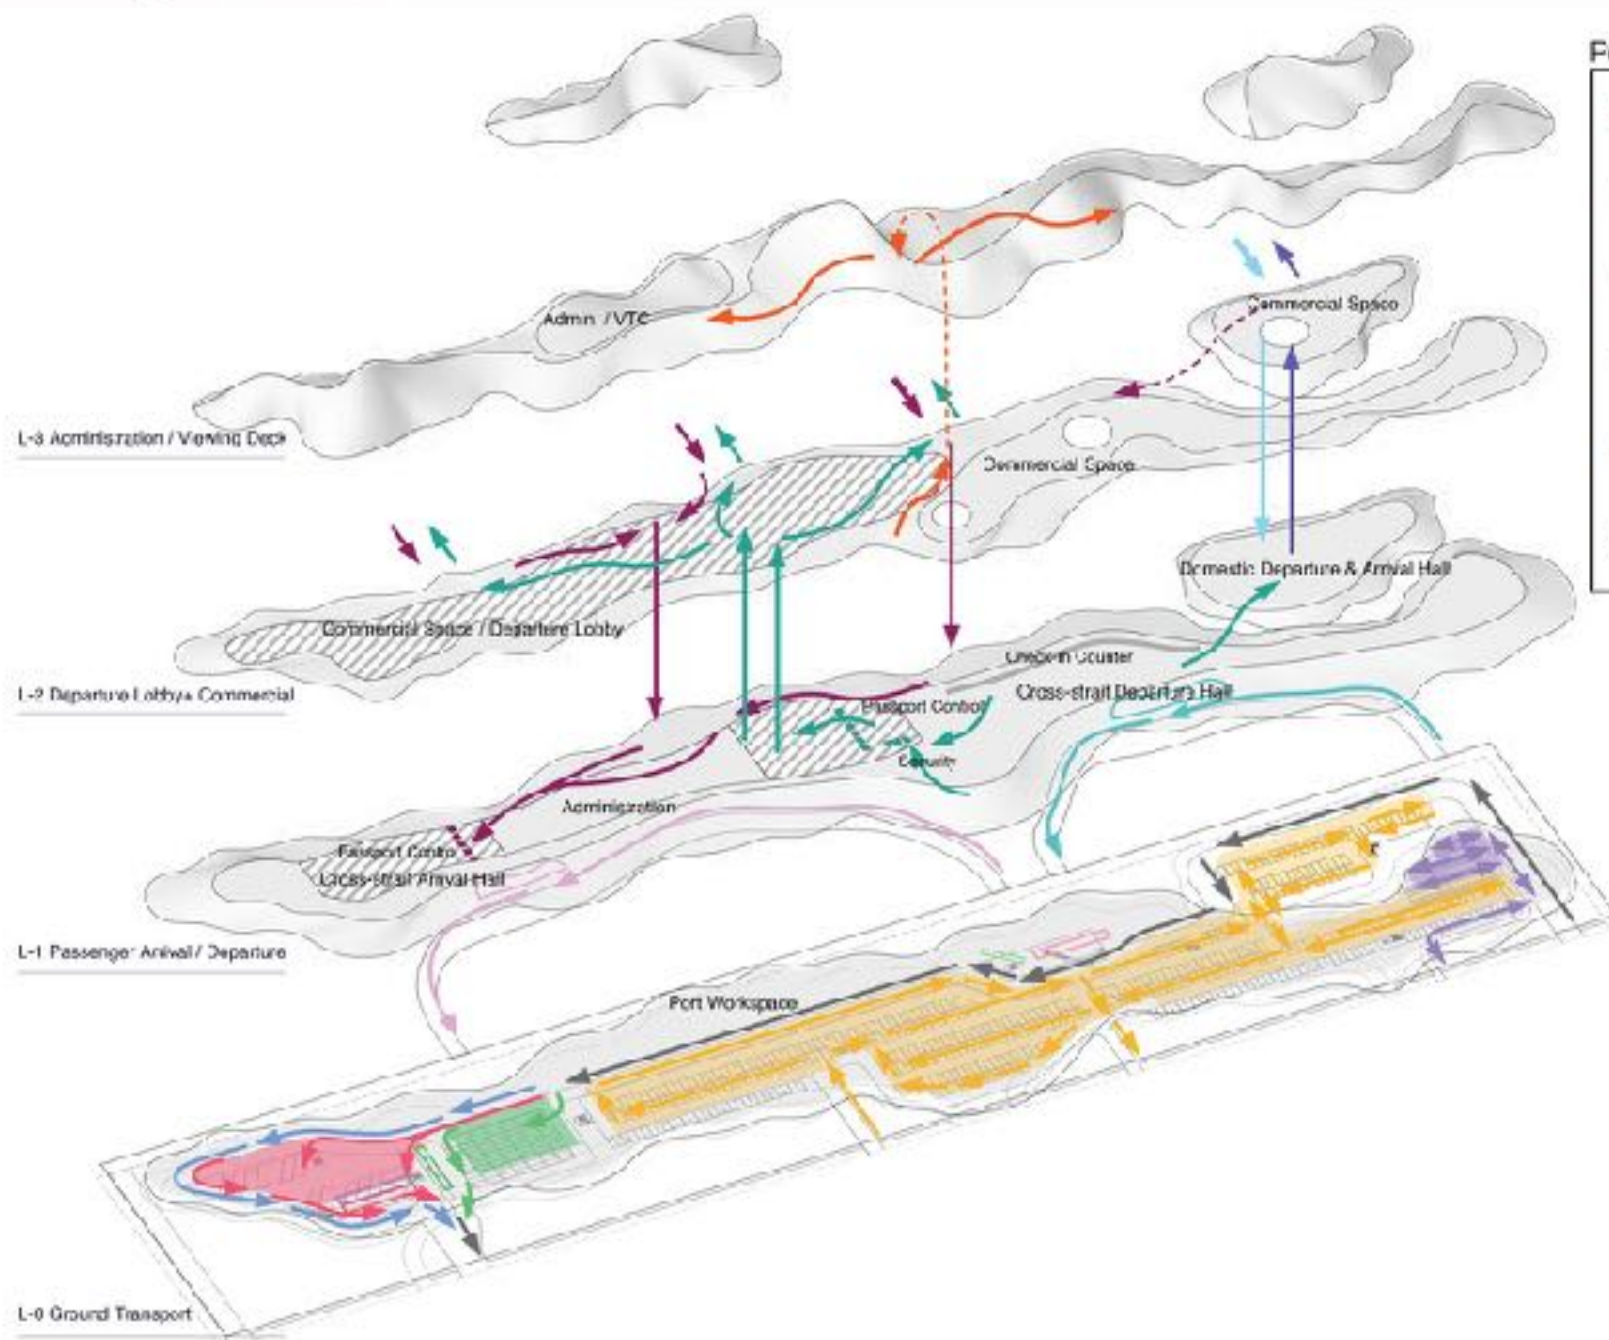 Commercial Space
Admin / VTC
L-3 Administration / Viewing Deck
Commercial Space
Domestic Departure & Arrival Hall
Commercial Space / Departure Lobby
Check-in Counter
L-2 Departure Lobby+ Commercial
Cross-strait Departure Hall
Passport Control
Security
Administration
Passport Control
Cross-strait Arrival Hall
L-1 Passenger Arrival / Departure
Port Workspace
L-0 Ground Transport